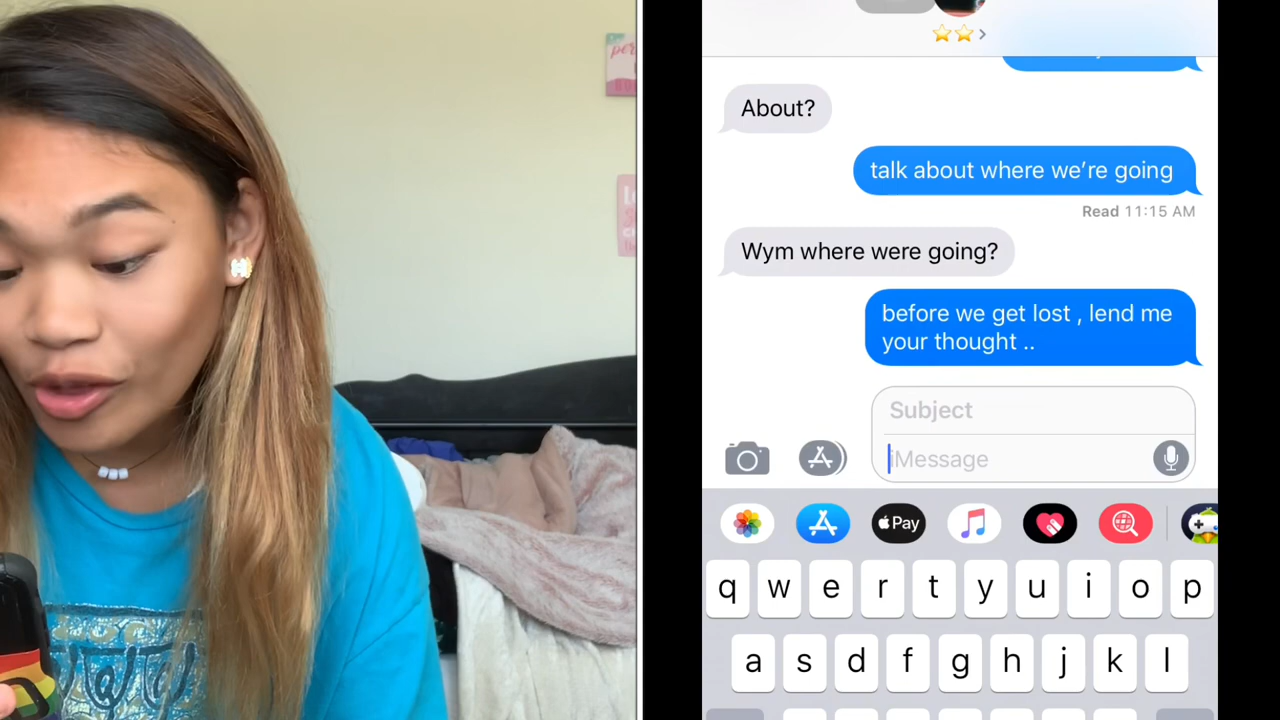 ⭐⭐ >
About?
talk about where we're going
Read 11:15 AM
Wym where were going?
before we get lost , lend me
your thought ..
Subject
iMessage
Pay
q w e r t y u i o p
a s d f g h j k l